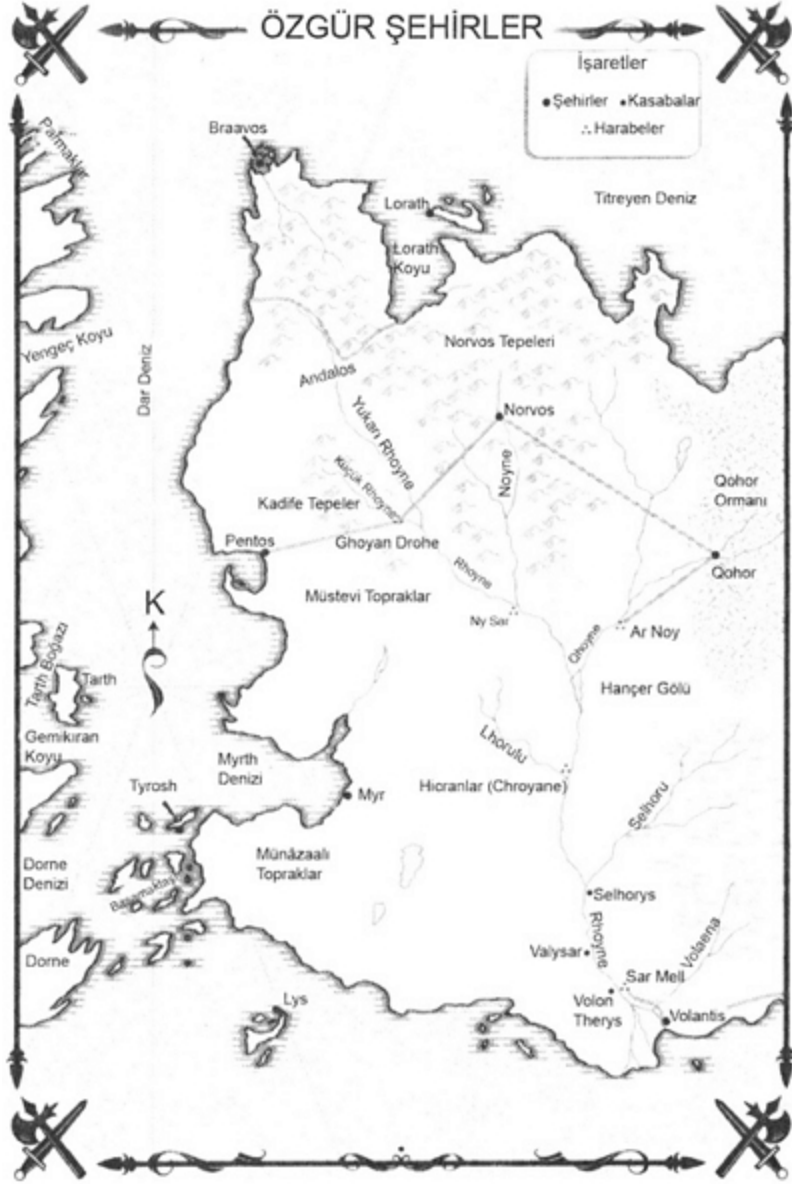 ÖZGÜR ŞEHİRLER
İşaretler
Şehirler
Kasabalar
Harabeler
Braavos
Parmaklar
Lorath
Titreyen Deniz
Lorath
Koyu
Yengeç Koyu
Dar Deniz
Norvos Tepeleri
Andalos
Norvos
Yukarı Rhoyne
Küçük Rhoyne
Noyne
Qohor
Ormanı
Kadife Tepeler
Pentos
Ghoyan Drohe
Qohor
Rhoyne
Müstevi Topraklar
K
Ny Sar
Ar Noy
Qhoyne
Tarth Boğazı
Tarth
Hançer Gölü
Gemikıran
Koyu
Myrth
Denizi
Lhorulu
Tyrosh
Myr
Hicranlar (Chroyane)
Selhoru
Dorne
Denizi
Münâzaalı
Topraklar
Basamaktaşı
Selhorys
Rhoyne
Volaena
Dorne
Valysar
Sar Mell
Lys
Volon
Therys
Volantis